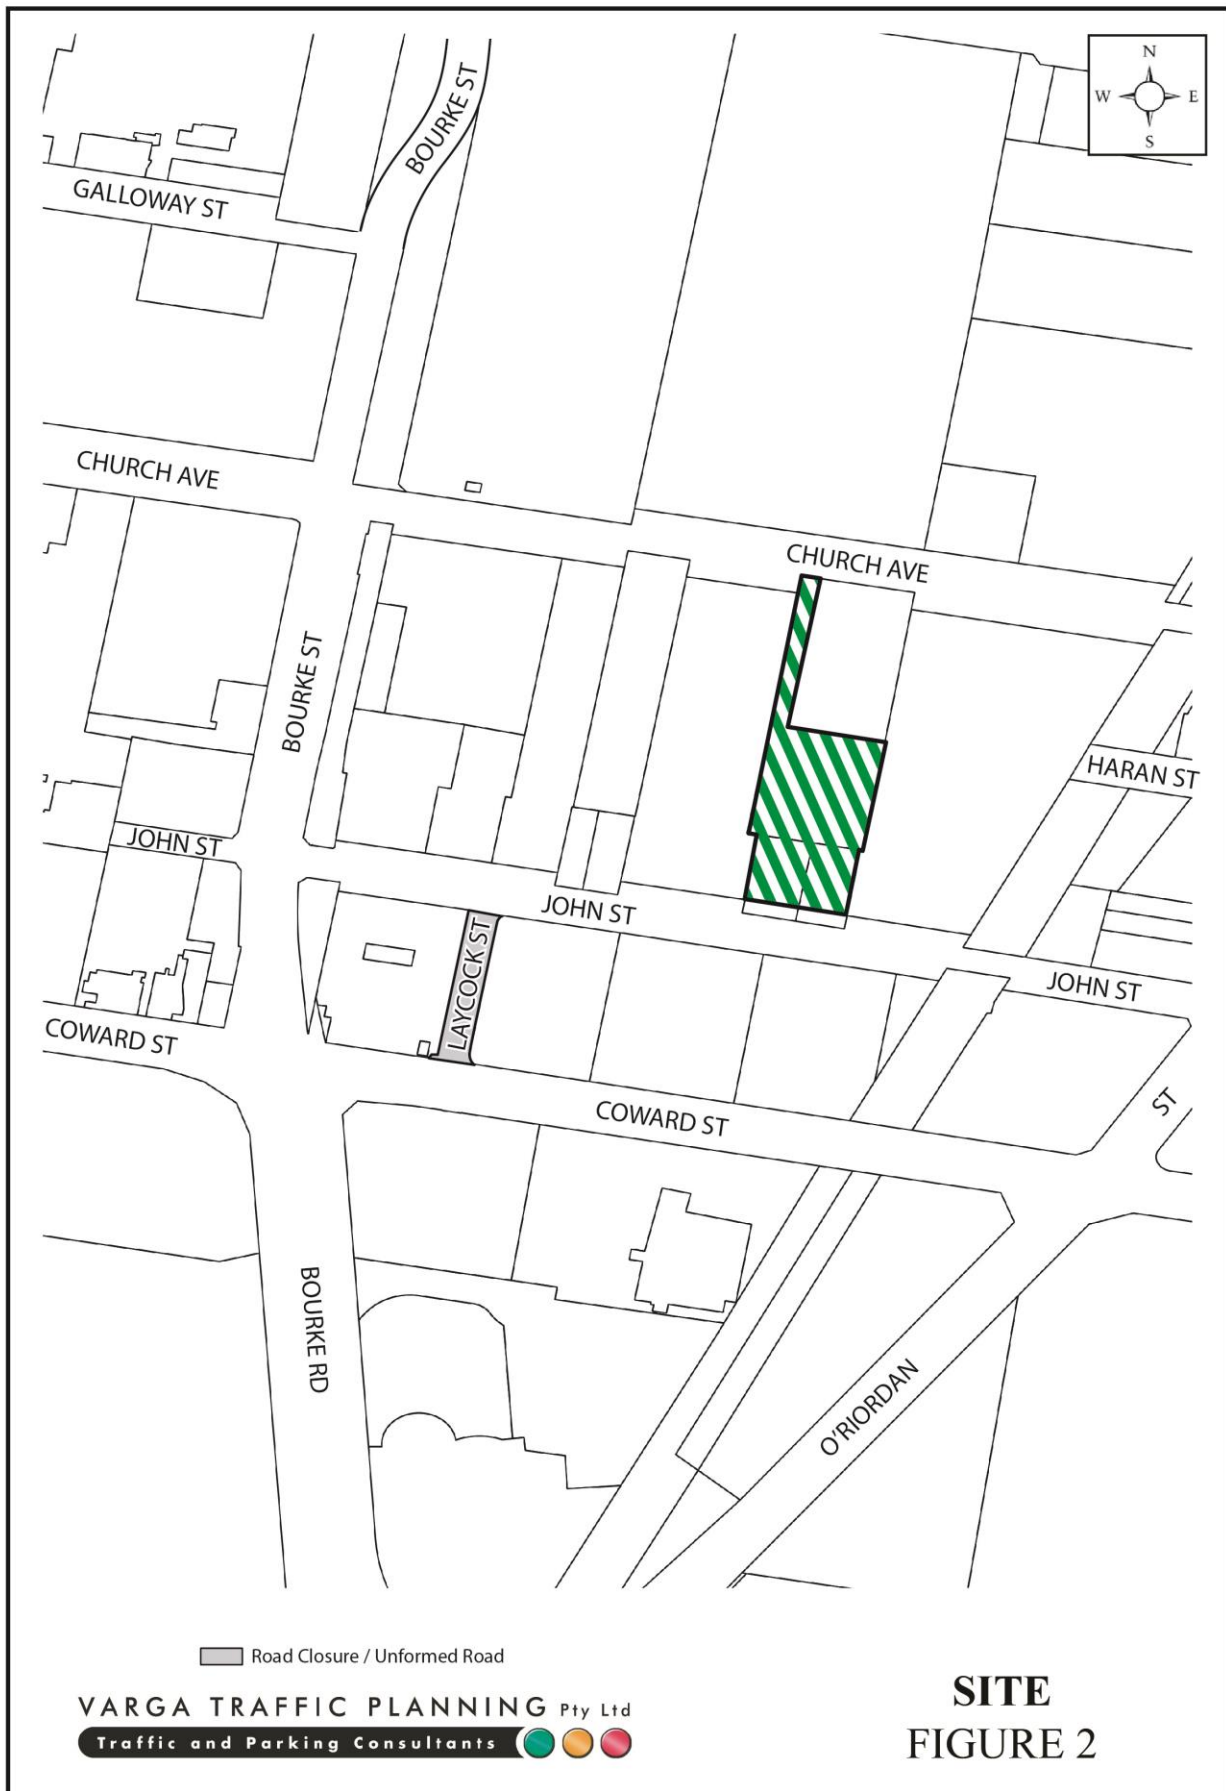 N
W E
S
BOURKE ST
GALLOWAY ST
CHURCH AVE
CHURCH AVE
BOURKE ST
HARAN ST
JOHN ST
JOHN ST
LAYCOCK ST
JOHN ST
COWARD ST
COWARD ST
ST
BOURKE RD
O'RIORDAN
Road Closure / Unformed Road
VARGA TRAFFIC PLANNING Pty Ltd
Traffic and Parking Consultants
SITE
FIGURE 2